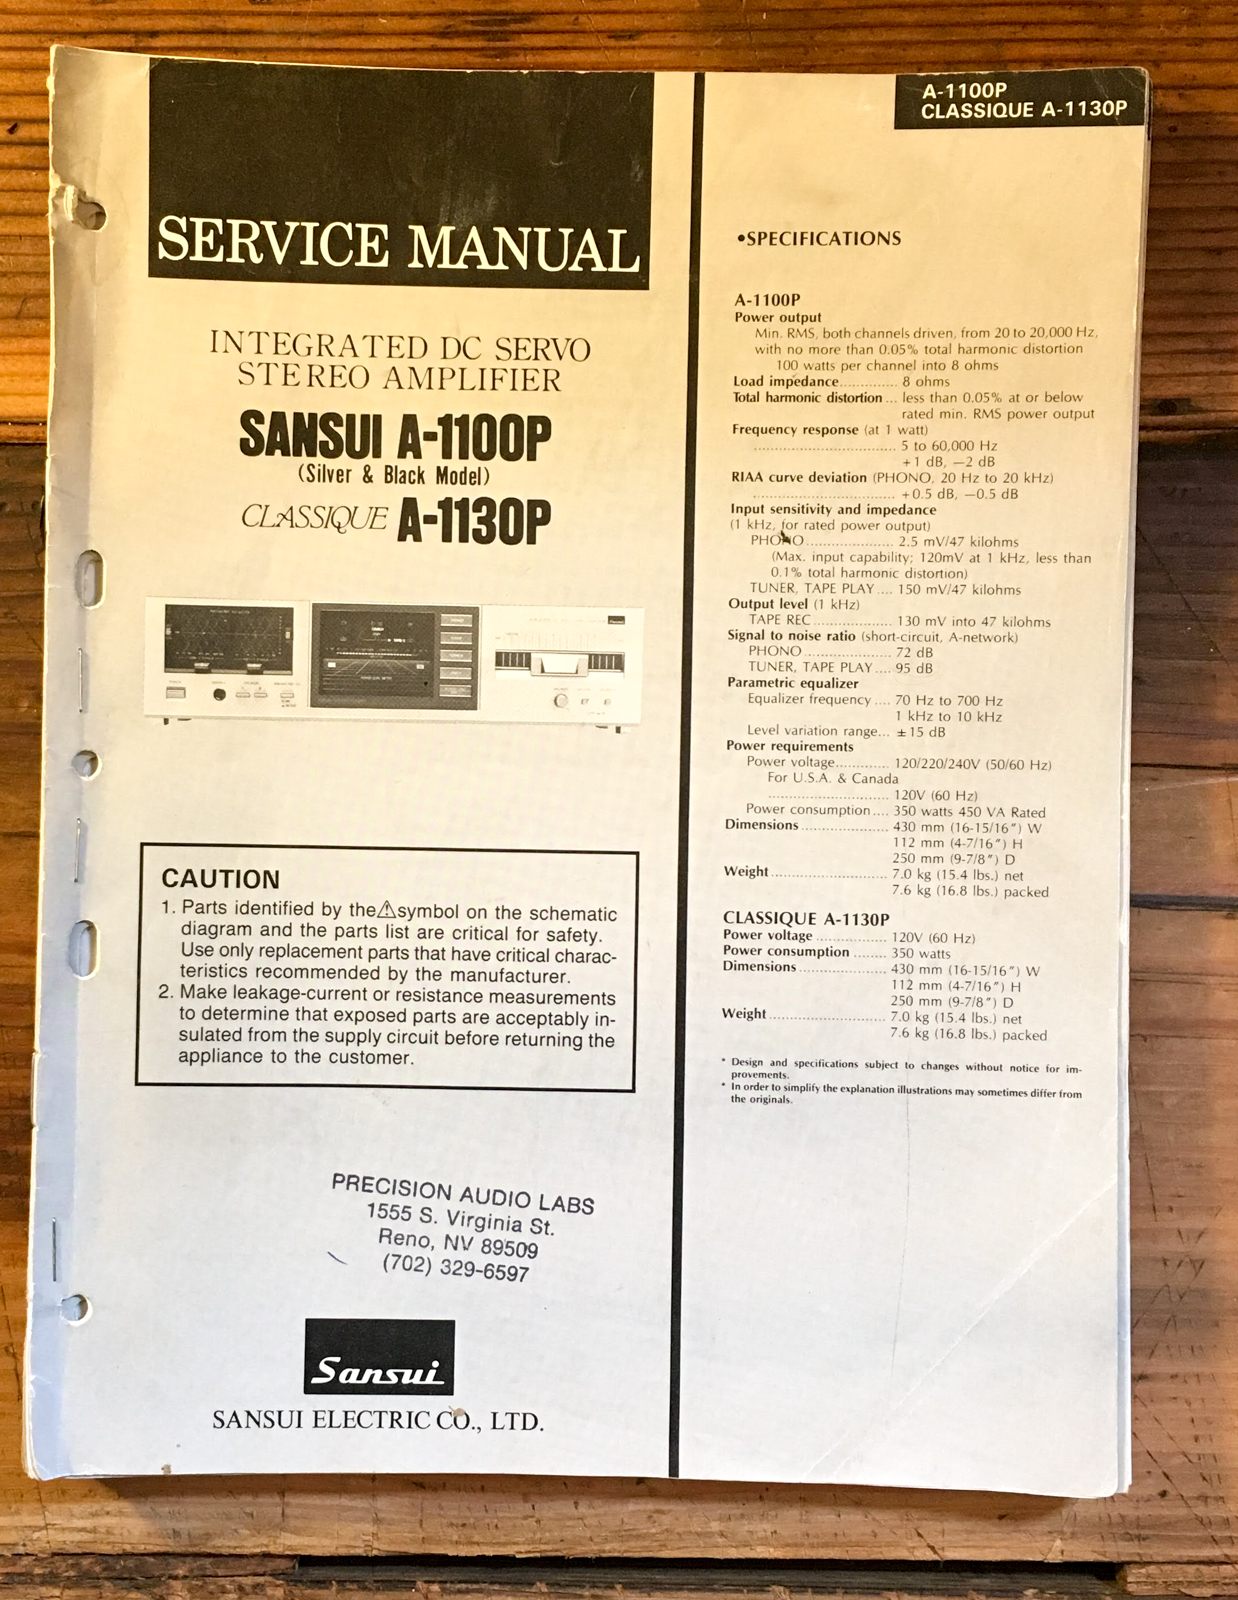 SERVICE MANUAL
INTEGRATED DC SERVO
STEREO AMPLIFIER
SANSUI A-1100P
(Silver & Black Model)
CLASSIQUE A-1130P
CAUTION
1. Parts identified by the⚠symbol on the schematic
diagram and the parts list are critical for safety.
Use only replacement parts that have critical charac-
teristics recommended by the manufacturer.
2. Make leakage-current or resistance measurements
to determine that exposed parts are acceptably in-
sulated from the supply circuit before returning the
appliance to the customer.
PRECISION AUDIO LABS
1555 S. Virginia St.
Reno, NV 89509
(702) 329-6597
Sansui
SANSUI ELECTRIC CO., LTD.
A-1100P
CLASSIQUE A-1130P
•SPECIFICATIONS
A-1100P
Power output
Min. RMS, both channels driven, from 20 to 20,000 Hz,
with no more than 0.05% total harmonic distortion
100 watts per channel into 8 ohms
Load impedance............. 8 ohms
Total harmonic distortion ... less than 0.05% at or below
rated min. RMS power output
Frequency response (at 1 watt)
................................ 5 to 60,000 Hz
+1 dB, −2 dB
RIAA curve deviation (PHONO, 20 Hz to 20 kHz)
................................ +0.5 dB, −0.5 dB
Input sensitivity and impedance
(1 kHz, for rated power output)
PHONO.................... 2.5 mV/47 kilohms
(Max. input capability; 120mV at 1 kHz, less than
0.1% total harmonic distortion)
TUNER, TAPE PLAY.... 150 mV/47 kilohms
Output level (1 kHz)
TAPE REC.................. 130 mV into 47 kilohms
Signal to noise ratio (short-circuit, A-network)
PHONO.................... 72 dB
TUNER, TAPE PLAY.... 95 dB
Parametric equalizer
Equalizer frequency .... 70 Hz to 700 Hz
1 kHz to 10 kHz
Level variation range... ±15 dB
Power requirements
Power voltage............ 120/220/240V (50/60 Hz)
For U.S.A. & Canada
........................... 120V (60 Hz)
Power consumption.... 350 watts 450 VA Rated
Dimensions.................... 430 mm (16-15/16″) W
112 mm (4-7/16″) H
250 mm (9-7/8″) D
Weight.......................... 7.0 kg (15.4 lbs.) net
7.6 kg (16.8 lbs.) packed
CLASSIQUE A-1130P
Power voltage ................ 120V (60 Hz)
Power consumption ........ 350 watts
Dimensions.................... 430 mm (16-15/16″) W
112 mm (4-7/16″) H
250 mm (9-7/8″) D
Weight.......................... 7.0 kg (15.4 lbs.) net
7.6 kg (16.8 lbs.) packed
* Design and specifications subject to changes without notice for im-
provements.
* In order to simplify the explanation illustrations may sometimes differ from
the originals.